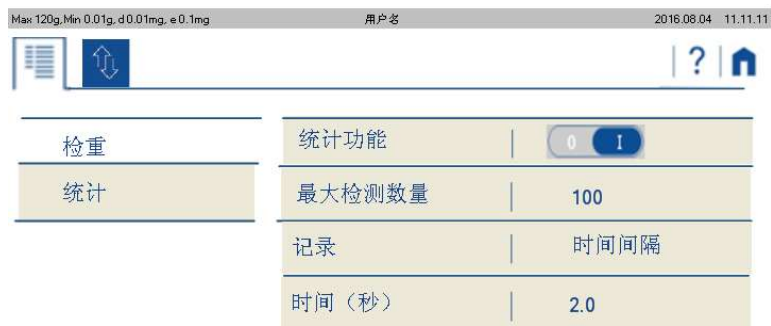 Max 120g,Min 0.01g, d 0.01mg, e 0.1mg 用户名 2016.08.04 11.11.11
?
检重
统计
统计功能 0 I
最大检测数量 100
记录 时间间隔
时间（秒） 2.0